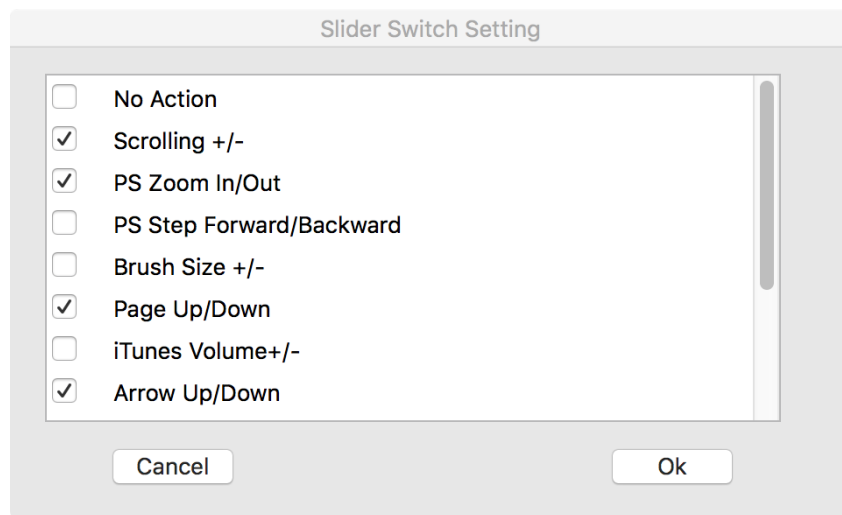 Slider Switch Setting
No Action
Scrolling +/-
PS Zoom In/Out
PS Step Forward/Backward
Brush Size +/-
Page Up/Down
iTunes Volume+/-
Arrow Up/Down
Cancel
Ok